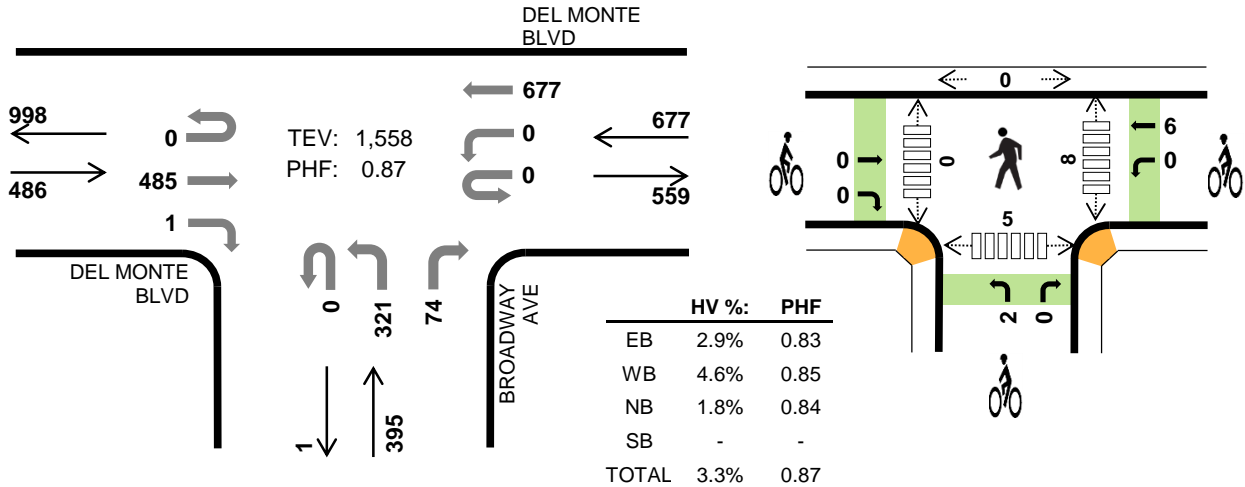 DEL MONTE
BLVD
998
0
486
485
1
TEV: 1,558
PHF: 0.87
677
0
0
677
559
DEL MONTE
BLVD
0
321
74
BROADWAY
AVE
1
395
HV %: PHF
EB 2.9% 0.83
WB 4.6% 0.85
NB 1.8% 0.84
SB - -
TOTAL 3.3% 0.87
0
0
0
0
8
6
0
5
2
0